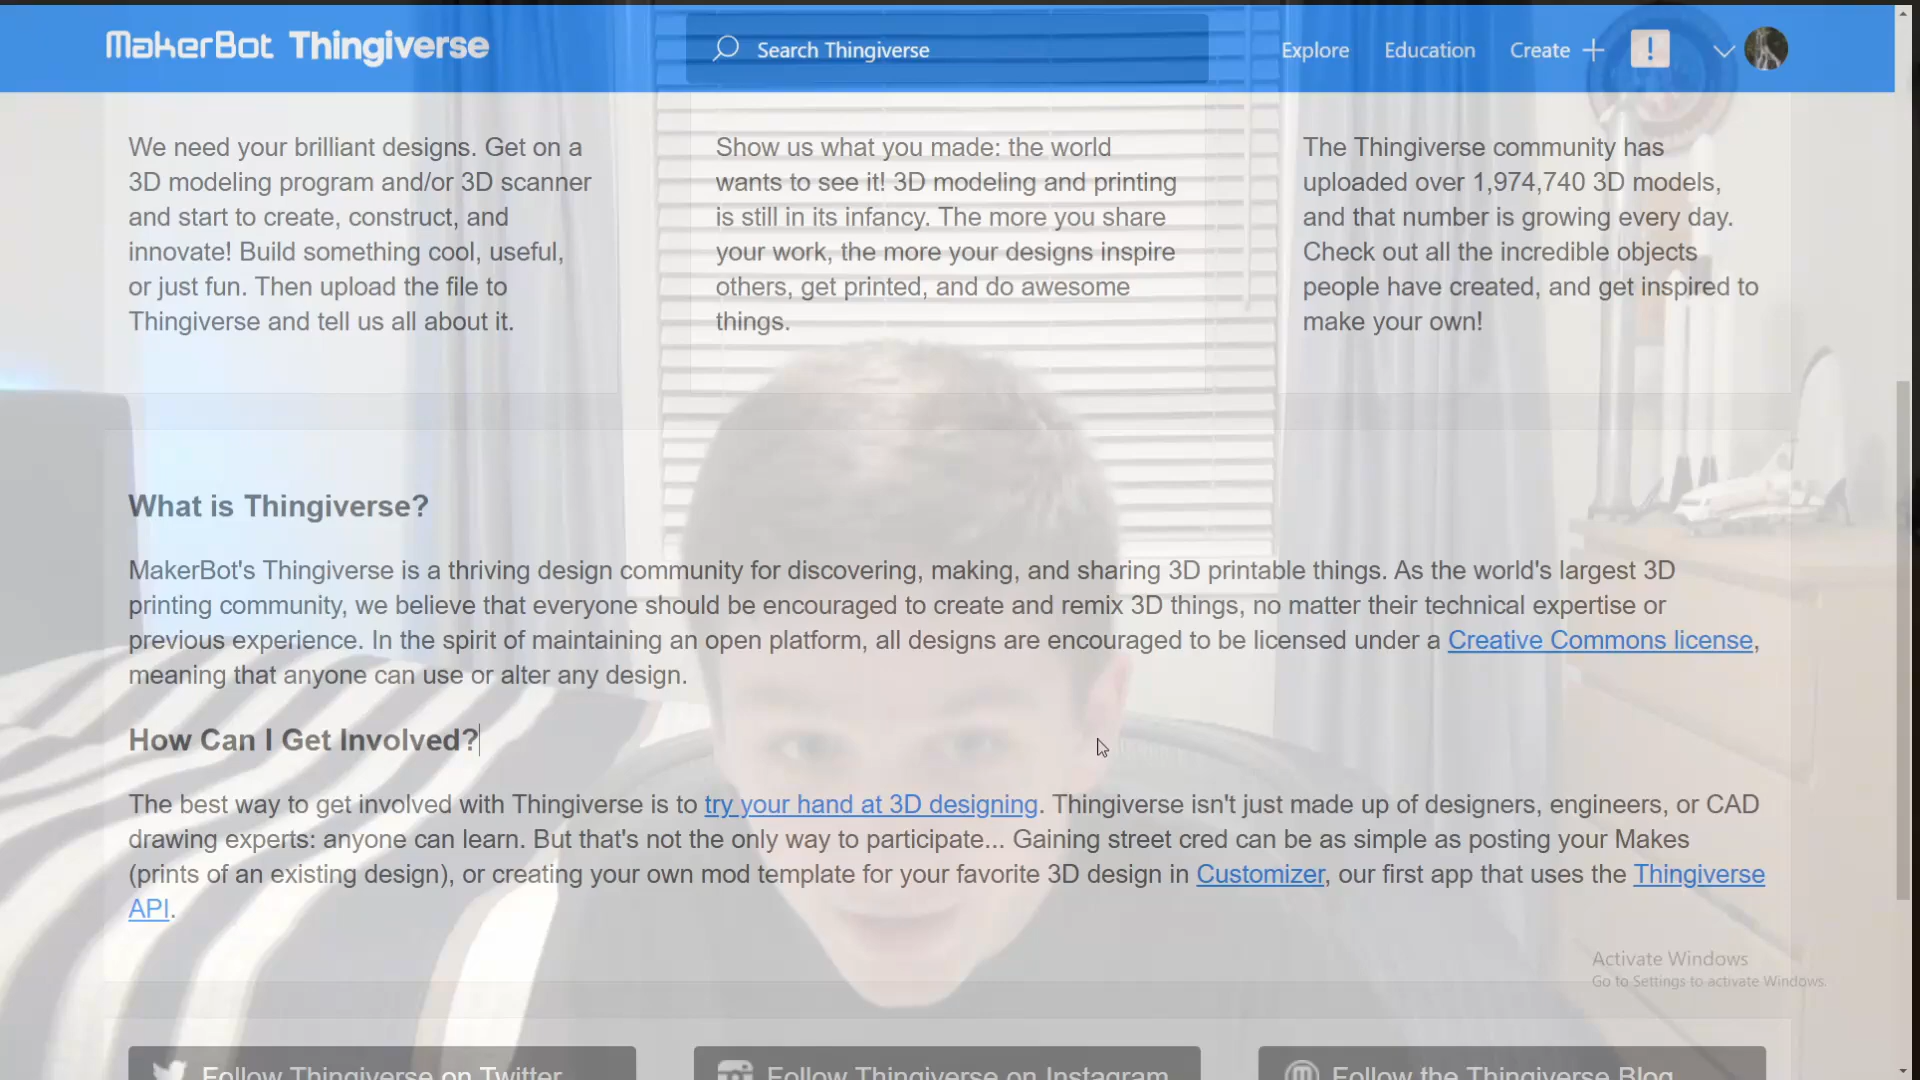 MakerBot Thingiverse
Search Thingiverse
Explore
Education
Create +
!
We need your brilliant designs. Get on a
3D modeling program and/or 3D scanner
and start to create, construct, and
innovate! Build something cool, useful,
or just fun. Then upload the file to
Thingiverse and tell us all about it.
Show us what you made: the world
wants to see it! 3D modeling and printing
is still in its infancy. The more you share
your work, the more your designs inspire
others, get printed, and do awesome
things.
The Thingiverse community has
uploaded over 1,974,740 3D models,
and that number is growing every day.
Check out all the incredible objects
people have created, and get inspired to
make your own!
What is Thingiverse?
MakerBot's Thingiverse is a thriving design community for discovering, making, and sharing 3D printable things. As the world's largest 3D
printing community, we believe that everyone should be encouraged to create and remix 3D things, no matter their technical expertise or
previous experience. In the spirit of maintaining an open platform, all designs are encouraged to be licensed under a Creative Commons license,
meaning that anyone can use or alter any design.
How Can I Get Involved?
The best way to get involved with Thingiverse is to try your hand at 3D designing. Thingiverse isn't just made up of designers, engineers, or CAD
drawing experts: anyone can learn. But that's not the only way to participate... Gaining street cred can be as simple as posting your Makes
(prints of an existing design), or creating your own mod template for your favorite 3D design in Customizer, our first app that uses the Thingiverse
API.
Activate Windows
Go to Settings to activate Windows.
Follow Thingiverse on Twitter
Follow Thingiverse on Instagram
Follow the Thingiverse Blog